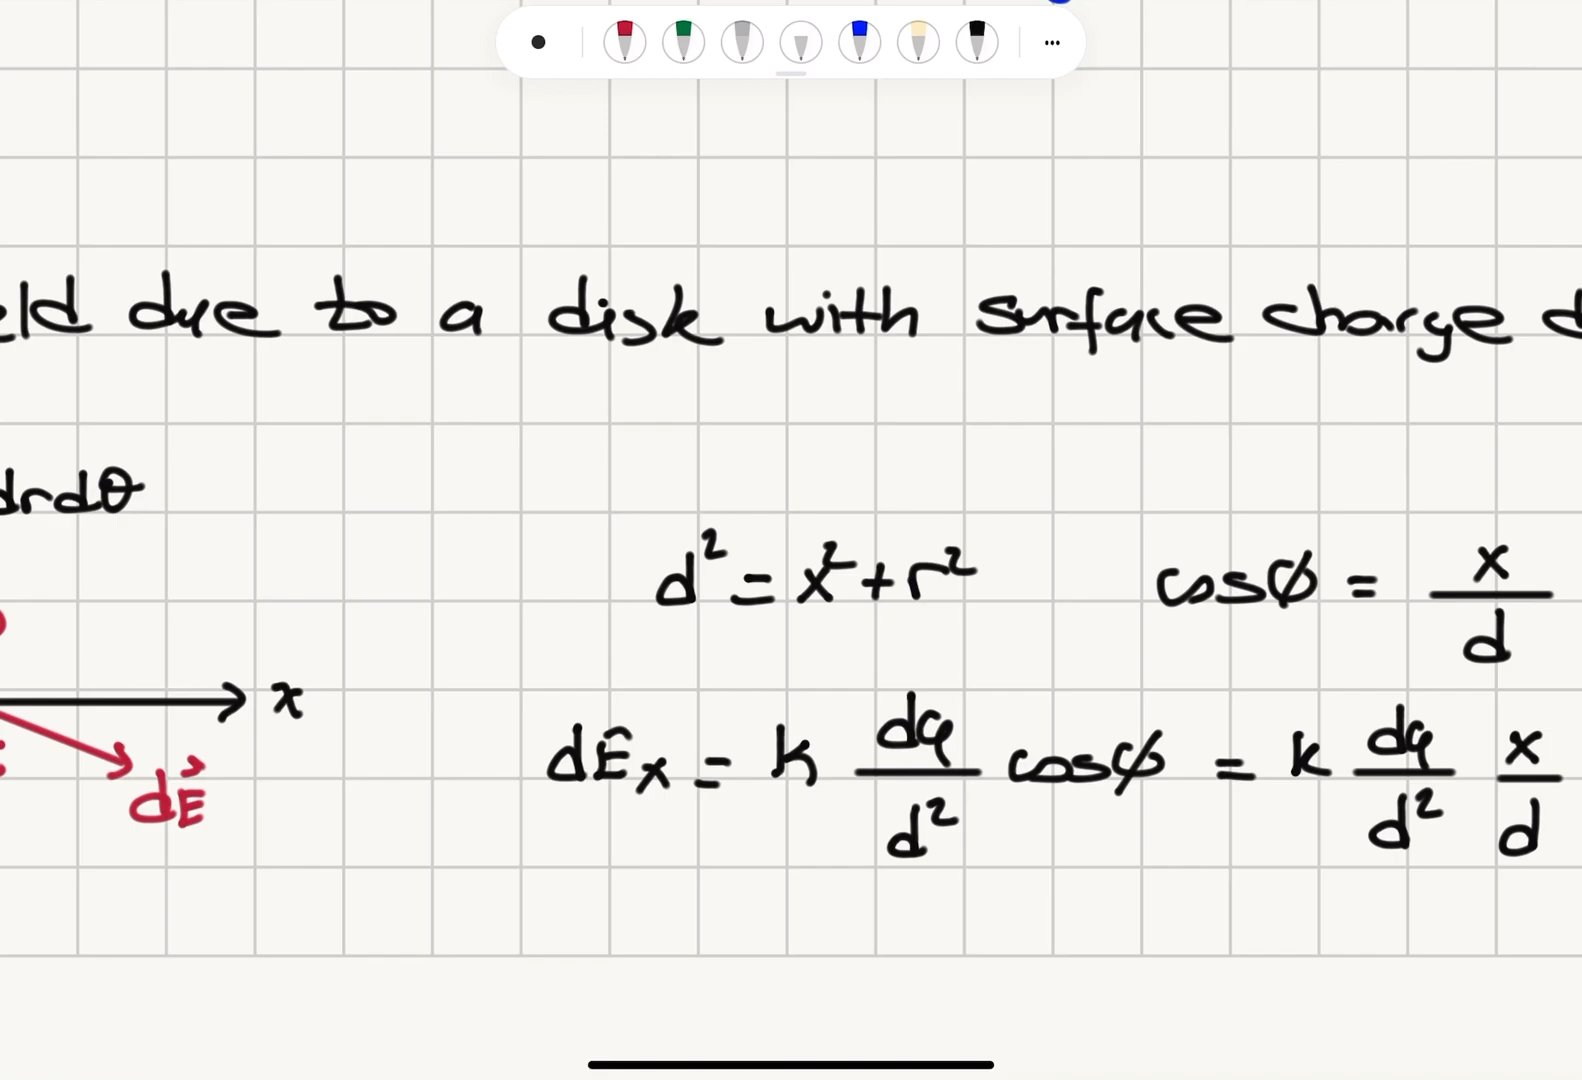 eld due to a disk with surface charge d
drdθ
d² = x² + r² cosφ = x/d
x
dEx = k dq/d² cosφ = k dq/d² x/d
dE⃗